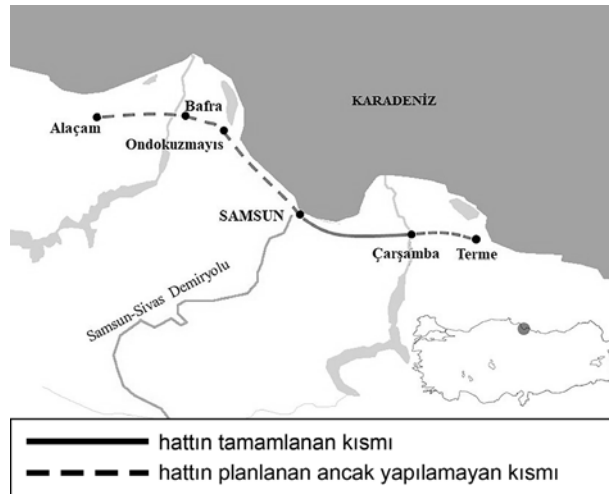 KARADENİZ
Bafra
Alaçam
Ondokuzmayıs
SAMSUN
Çarşamba
Terme
Samsun-Sivas Demiryolu
hattın tamamlanan kısmı
hattın planlanan ancak yapılamayan kısmı